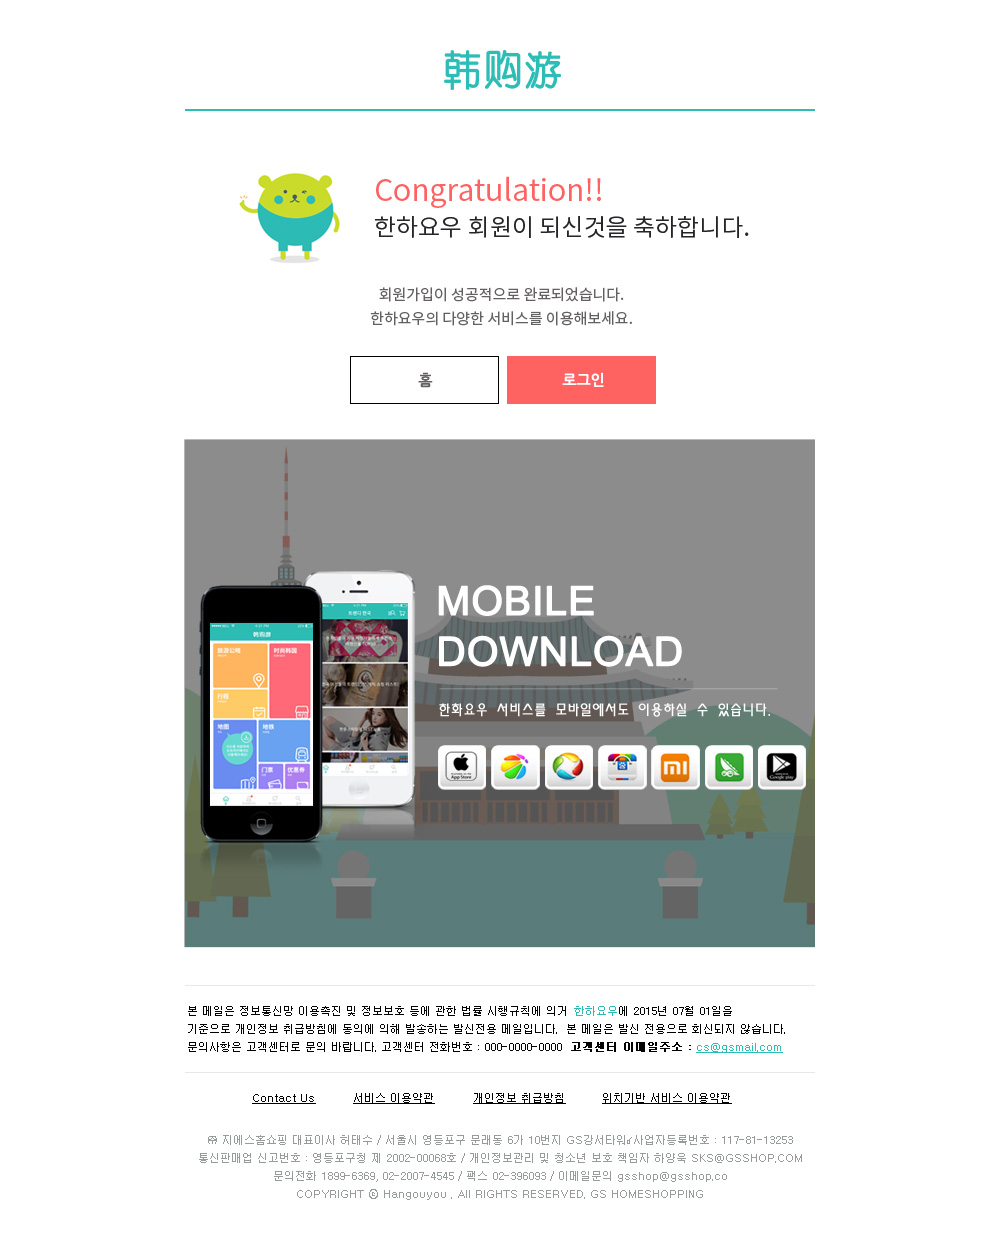 韩购游
Congratulation!!
한하요우 회원이 되신것을 축하합니다.
회원가입이 성공적으로 완료되었습니다.
한하요우의 다양한 서비스를 이용해보세요.
홈
로그인
MOBILE
DOWNLOAD
한화요우 서비스를 모바일에서도 이용하실 수 있습니다.
韩购游
时尚韩国
行程
地图
地铁
门票
优惠券
App Store
Google play
본 메일은 정보통신망 이용촉진 및 정보보호 등에 관한 법률 시행규칙에 의거 한하요우에 2015년 07월 01일을
기준으로 개인정보 취급방침에 동의에 의해 발송하는 발신전용 메일입니다. 본 메일은 발신 전용으로 회신되지 않습니다.
문의사항은 고객센터로 문의 바랍니다. 고객센터 전화번호 : 000-0000-0000 고객센터 이메일주소 : cs@gsmail.com
Contact Us 서비스 이용약관 개인정보 취급방침 위치기반 서비스 이용약관
㈜ 지에스홈쇼핑 대표이사 허태수 / 서울시 영등포구 문래동 6가 10번지 GS강서타워 사업자등록번호 : 117-81-13253
통신판매업 신고번호 : 영등포구청 제 2002-00068호 / 개인정보관리 및 청소년 보호 책임자 하양욱 SKS@GSSHOP.COM
문의전화 1899-6369, 02-2007-4545 / 팩스 02-396093 / 이메일문의 gsshop@gsshop.co
COPYRIGHT ⓒ Hangouyou , All RIGHTS RESERVED. GS HOMESHOPPING